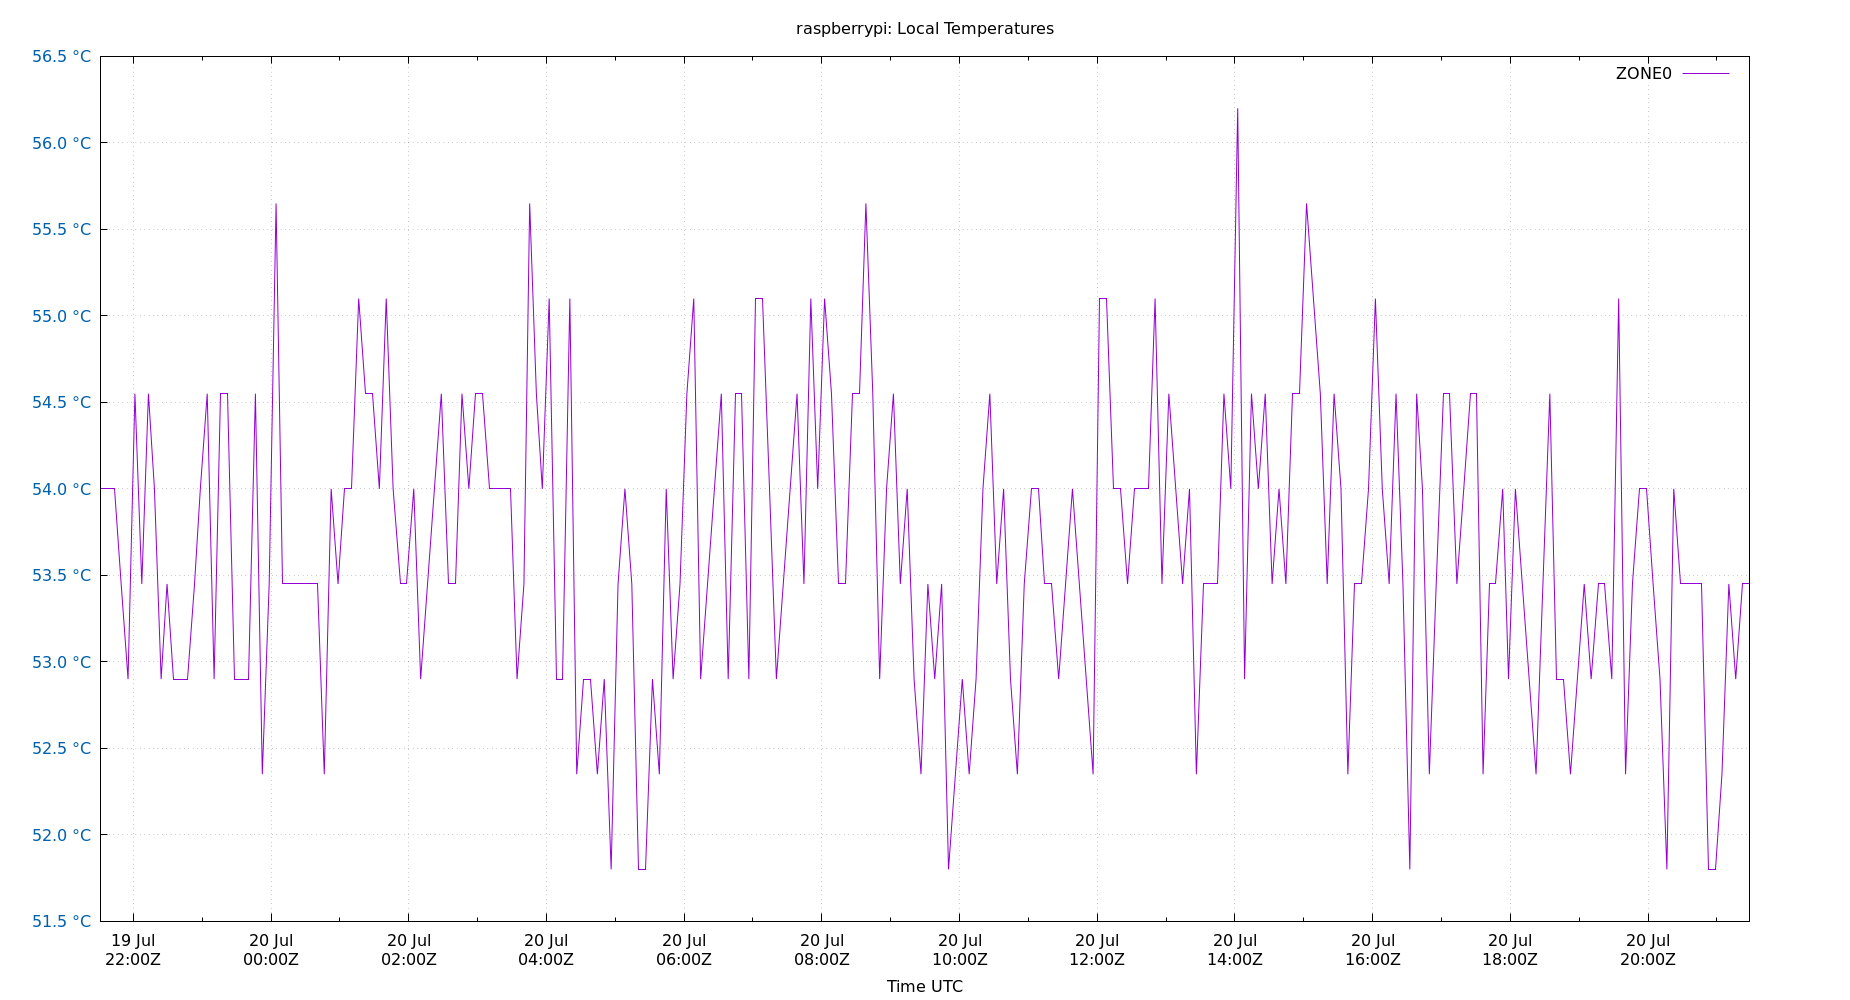 raspberrypi: Local Temperatures
56.5 °C
ZONE0
56.0 °C
55.5 °C
55.0 °C
54.5 °C
54.0 °C
53.5 °C
53.0 °C
52.5 °C
52.0 °C
51.5 °C
19 Jul 20 Jul 20 Jul 20 Jul 20 Jul 20 Jul 20 Jul 20 Jul 20 Jul 20 Jul 20 Jul 20 Jul
22:00Z 00:00Z 02:00Z 04:00Z 06:00Z 08:00Z 10:00Z 12:00Z 14:00Z 16:00Z 18:00Z 20:00Z
Time UTC